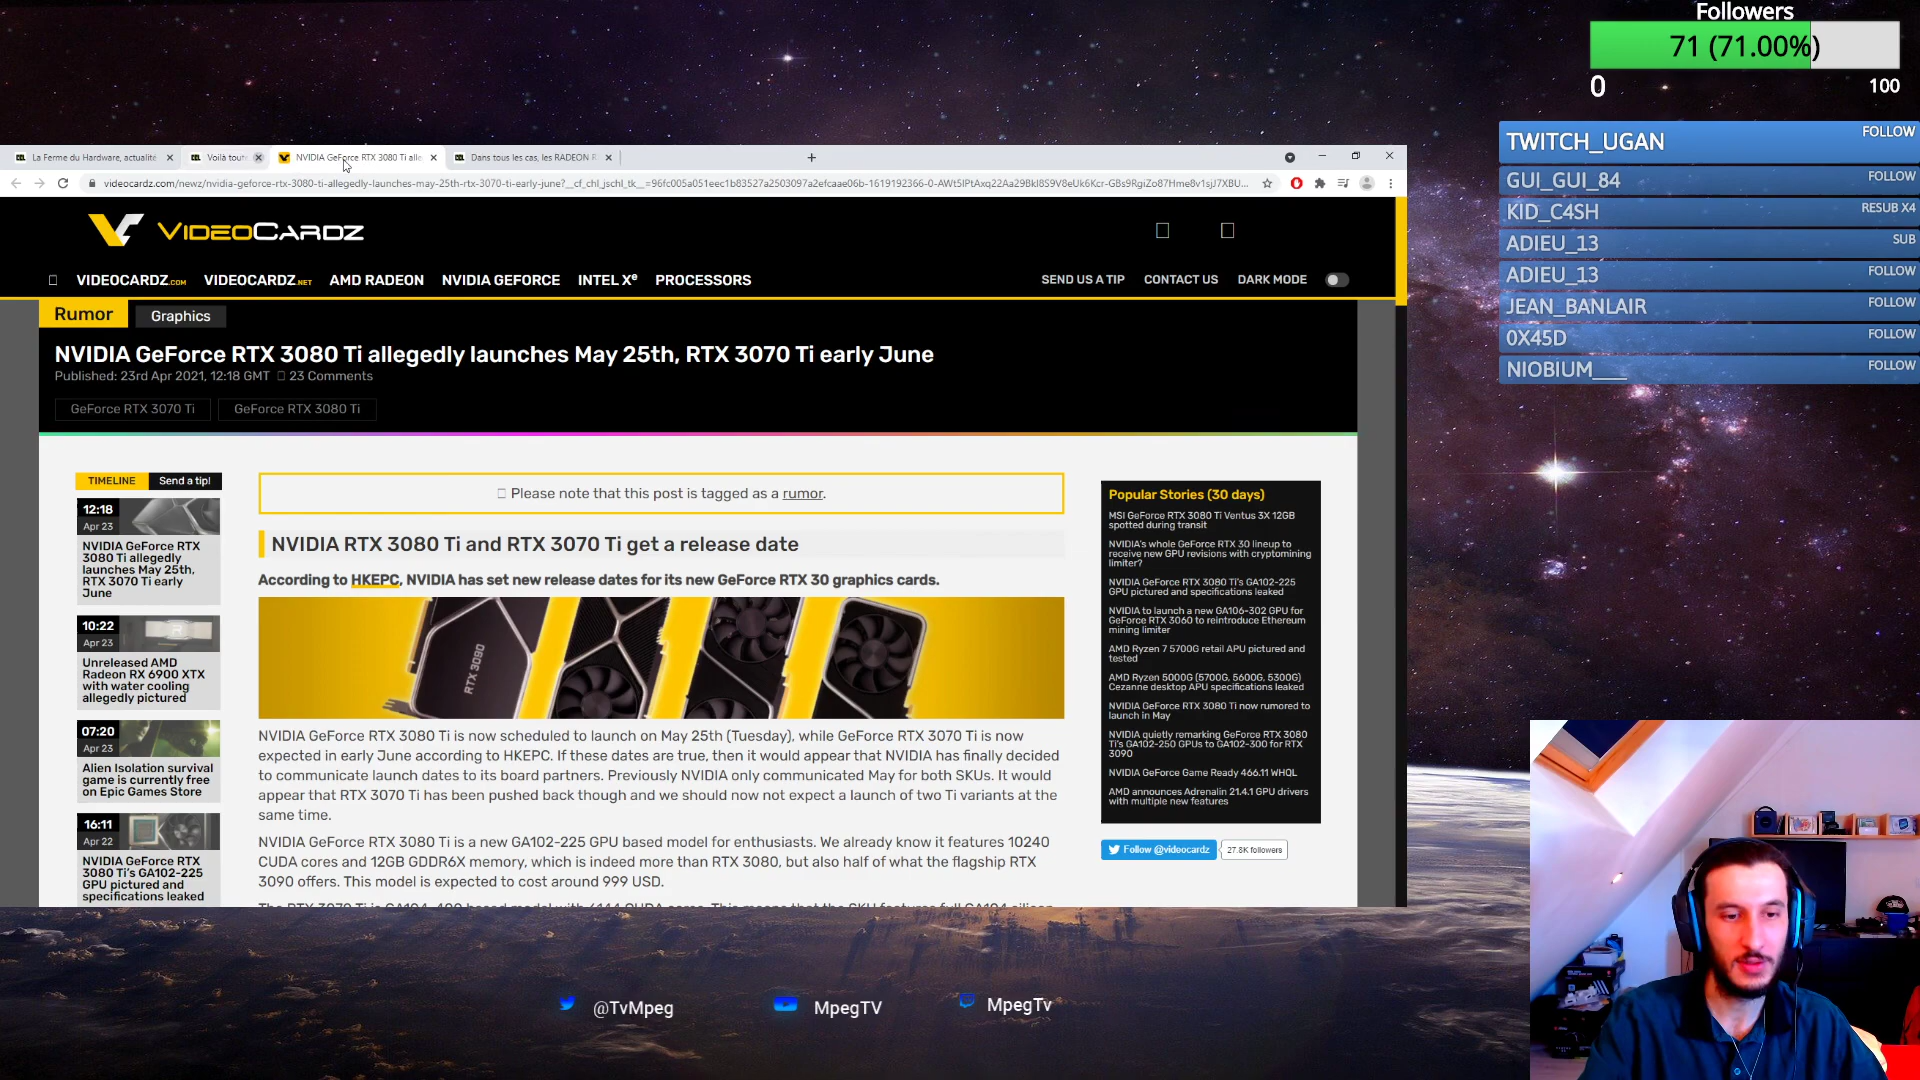 Followers
71 (71.00%)
0
100
TWITCH_UGAN FOLLOW
GUI_GUI_84 FOLLOW
KID_C4SH RESUB X4
ADIEU_13 SUB
ADIEU_13 FOLLOW
JEAN_BANLAIR FOLLOW
0X45D FOLLOW
NIOBIUM___ FOLLOW
La Ferme du Hardware, actualité
Voilà tout
NVIDIA GeForce RTX 3080 Ti alle
Dans tous les cas, les RADEON R
VIDEOCARDZ
VIDEOCARDZ.COM VIDEOCARDZ.NET AMD RADEON NVIDIA GEFORCE INTEL Xe PROCESSORS
SEND US A TIP CONTACT US DARK MODE
Rumor Graphics
NVIDIA GeForce RTX 3080 Ti allegedly launches May 25th, RTX 3070 Ti early June
Published: 23rd Apr 2021, 12:18 GMT 23 Comments
GeForce RTX 3070 Ti GeForce RTX 3080 Ti
TIMELINE Send a tip!
12:18
Apr 23
NVIDIA GeForce RTX
3080 Ti allegedly
launches May 25th,
RTX 3070 Ti early
June
10:22
Apr 23
Unreleased AMD
Radeon RX 6900 XTX
with water cooling
allegedly pictured
07:20
Apr 23
Alien Isolation survival
game is currently free
on Epic Games Store
16:11
Apr 22
NVIDIA GeForce RTX
3080 Ti's GA102-225
GPU pictured and
specifications leaked
Please note that this post is tagged as a rumor.
NVIDIA RTX 3080 Ti and RTX 3070 Ti get a release date
According to HKEPC, NVIDIA has set new release dates for its new GeForce RTX 30 graphics cards.
RTX 3090
NVIDIA GeForce RTX 3080 Ti is now scheduled to launch on May 25th (Tuesday), while GeForce RTX 3070 Ti is now
expected in early June according to HKEPC. If these dates are true, then it would appear that NVIDIA has finally decided
to communicate launch dates to its board partners. Previously NVIDIA only communicated May for both SKUs. It would
appear that RTX 3070 Ti has been pushed back though and we should now not expect a launch of two Ti variants at the
same time.
NVIDIA GeForce RTX 3080 Ti is a new GA102-225 GPU based model for enthusiasts. We already know it features 10240
CUDA cores and 12GB GDDR6X memory, which is indeed more than RTX 3080, but also half of what the flagship RTX
3090 offers. This model is expected to cost around 999 USD.
Popular Stories (30 days)
MSI GeForce RTX 3080 Ti Ventus 3X 12GB
spotted during transit
NVIDIA's whole GeForce RTX 30 lineup to
receive new GPU revisions with cryptomining
limiter?
NVIDIA GeForce RTX 3080 Ti's GA102-225
GPU pictured and specifications leaked
NVIDIA to launch a new GA106-302 GPU for
GeForce RTX 3060 to reintroduce Ethereum
mining limiter
AMD Ryzen 7 5700G retail APU pictured and
tested
AMD Ryzen 5000G (5700G, 5600G, 5300G)
Cezanne desktop APU specifications leaked
NVIDIA GeForce RTX 3080 Ti now rumored to
launch in May
NVIDIA quietly remarking GeForce RTX 3080
Ti's GA102-250 GPUs to GA102-300 for RTX
3090
NVIDIA GeForce Game Ready 466.11 WHQL
AMD announces Adrenalin 21.4.1 GPU drivers
with multiple new features
Follow @videocardz 27.8K followers
@TvMpeg MpegTV MpegTv